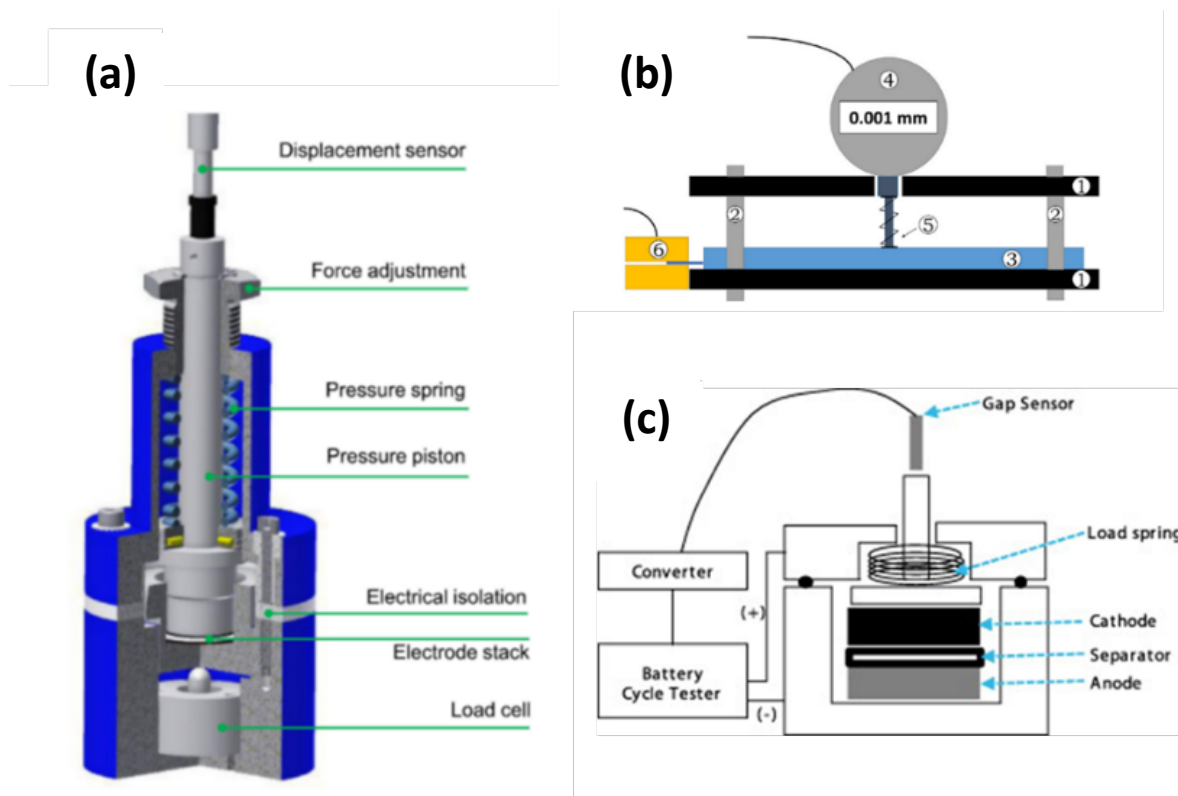 (a)
Displacement sensor
Force adjustment
Pressure spring
Pressure piston
Electrical isolation
Electrode stack
Load cell
(b)
④
0.001 mm
①
②
②
⑤
⑥
③
①
(c)
Gap Sensor
Load spring
Converter
(+)
Cathode
Separator
Battery
Cycle Tester
Anode
(-)